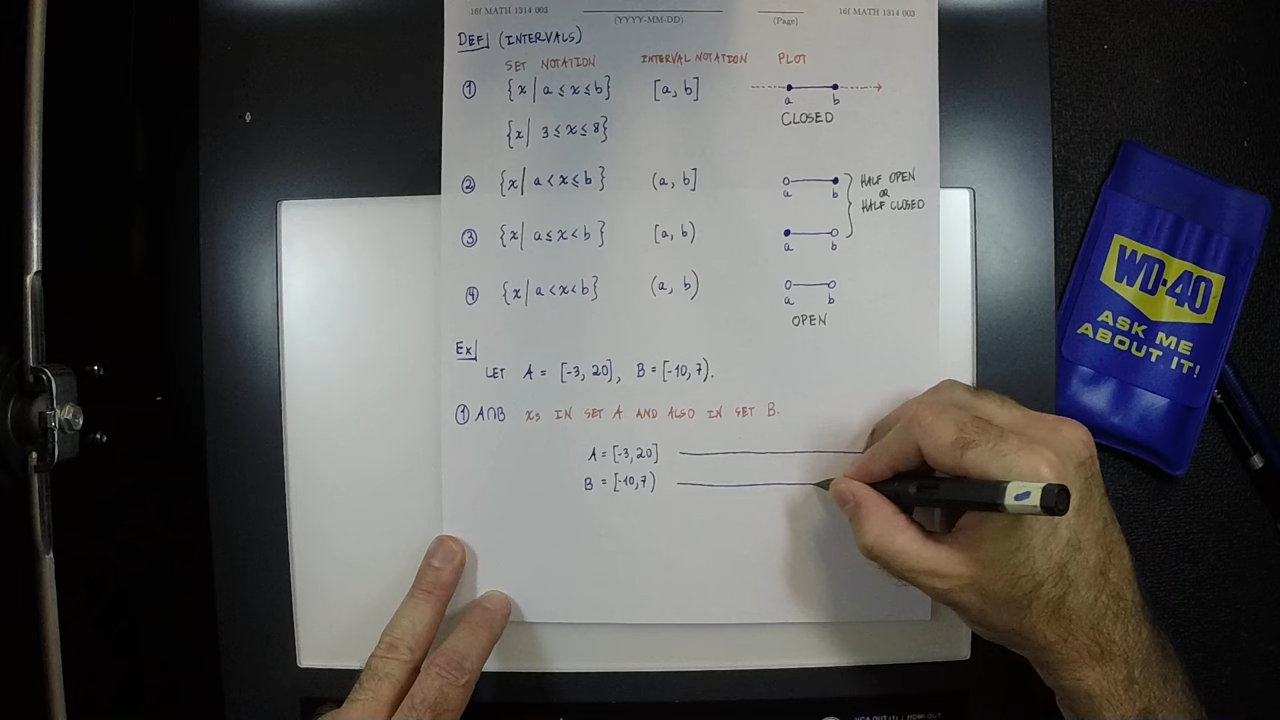 16f MATH 1314 003
(YYYY-MM-DD)
(Page)
16f MATH 1314 003
DEF (INTERVALS)
SET NOTATION INTERVAL NOTATION PLOT
① {x | a ≤ x ≤ b} [a, b]
a b
CLOSED
{x | 3 ≤ x ≤ 8}
② {x | a < x ≤ b} (a, b]
a b
HALF OPEN
OR
HALF CLOSED
③ {x | a ≤ x < b} [a, b)
a b
④ {x | a < x < b} (a, b)
a b
OPEN
Ex
LET A = [-3, 20], B = [-10, 7).
① A∩B xs IN SET A AND ALSO IN SET B.
A = [-3, 20]
B = [-10, 7)
WD-40
ASK ME
ABOUT IT!